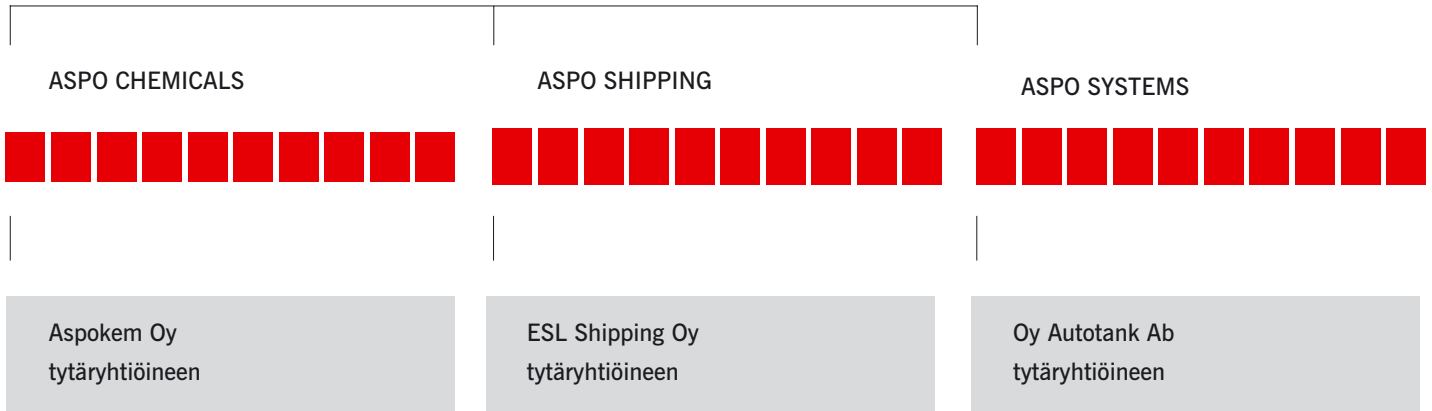 ASPO CHEMICALS
ASPO SHIPPING
ASPO SYSTEMS
Aspokem Oy
tytäryhtiöineen
ESL Shipping Oy
tytäryhtiöineen
Oy Autotank Ab
tytäryhtiöineen